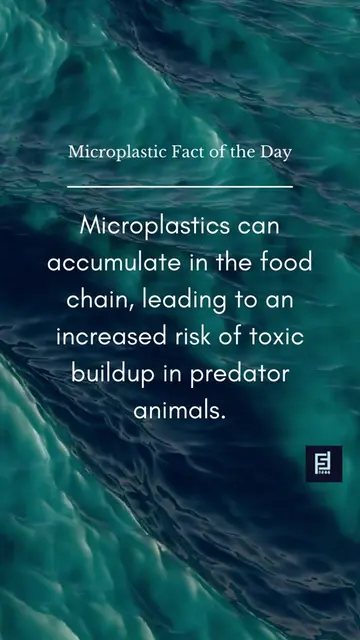 Microplastic Fact of the Day
Microplastics can
accumulate in the food
chain, leading to an
increased risk of toxic
buildup in predator
animals.